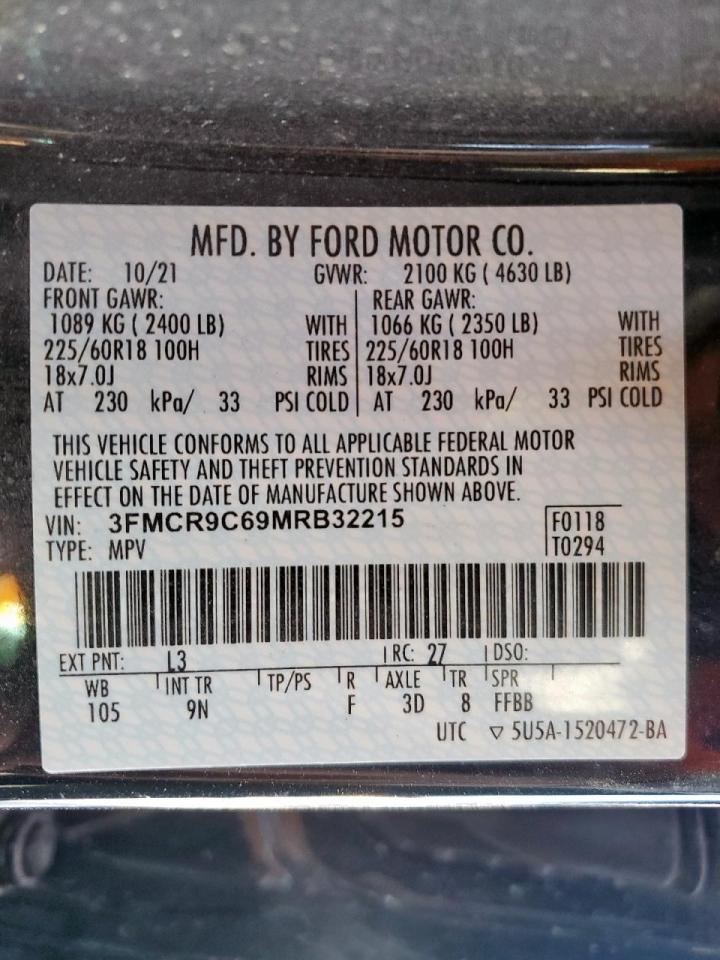 MFD. BY FORD MOTOR CO.
DATE: 10/21 GVWR: 2100 KG ( 4630 LB)
FRONT GAWR: REAR GAWR:
1089 KG ( 2400 LB) WITH 1066 KG ( 2350 LB) WITH
225/60R18 100H TIRES 225/60R18 100H TIRES
18x7.0J RIMS 18x7.0J RIMS
AT 230 kPa/ 33 PSI COLD AT 230 kPa/ 33 PSI COLD
THIS VEHICLE CONFORMS TO ALL APPLICABLE FEDERAL MOTOR
VEHICLE SAFETY AND THEFT PREVENTION STANDARDS IN
EFFECT ON THE DATE OF MANUFACTURE SHOWN ABOVE.
VIN: 3FMCR9C69MRB32215 F0118
TYPE: MPV T0294
EXT PNT: L3 RC: 27 DSO:
WB INT TR TP/PS R AXLE TR SPR
105 9N F 3D 8 FFBB
UTC ▽ 5U5A-1520472-BA